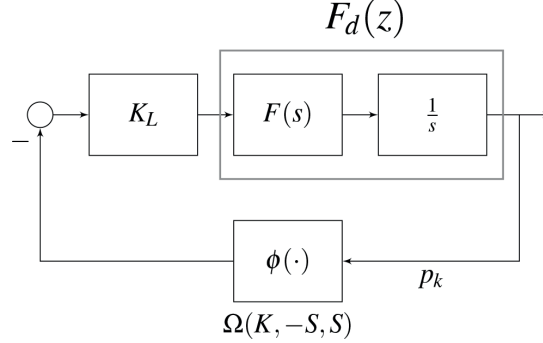 F_d(z)
K_L
F(s)
1/s
−
ϕ(·)
p_k
Ω(K, −S, S)